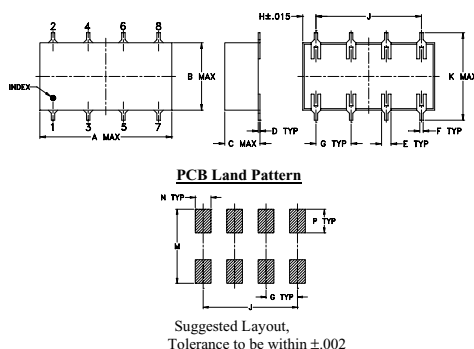 2 4 6 8
H±.015
J
B MAX
K MAX
INDEX
1 3 5 7
A MAX
C MAX
D TYP
G TYP
F TYP
E TYP
PCB Land Pattern
N TYP
P TYP
M
G TYP
J
Suggested Layout,
Tolerance to be within ±.002